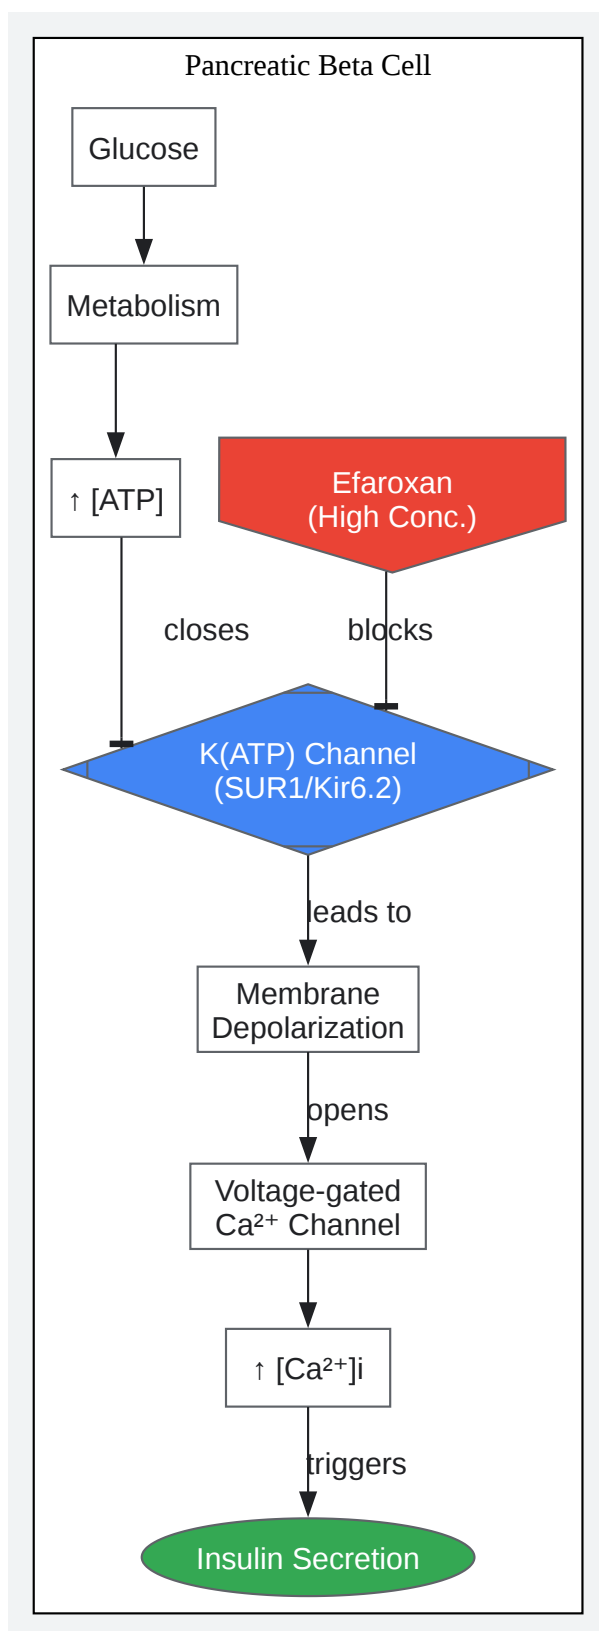 Pancreatic Beta Cell
Glucose
Metabolism
↑ [ATP]
Efaroxan
(High Conc.)
closes
blocks
K(ATP) Channel
(SUR1/Kir6.2)
leads to
Membrane
Depolarization
opens
Voltage-gated
Ca²⁺ Channel
↑ [Ca²⁺]i
triggers
Insulin Secretion